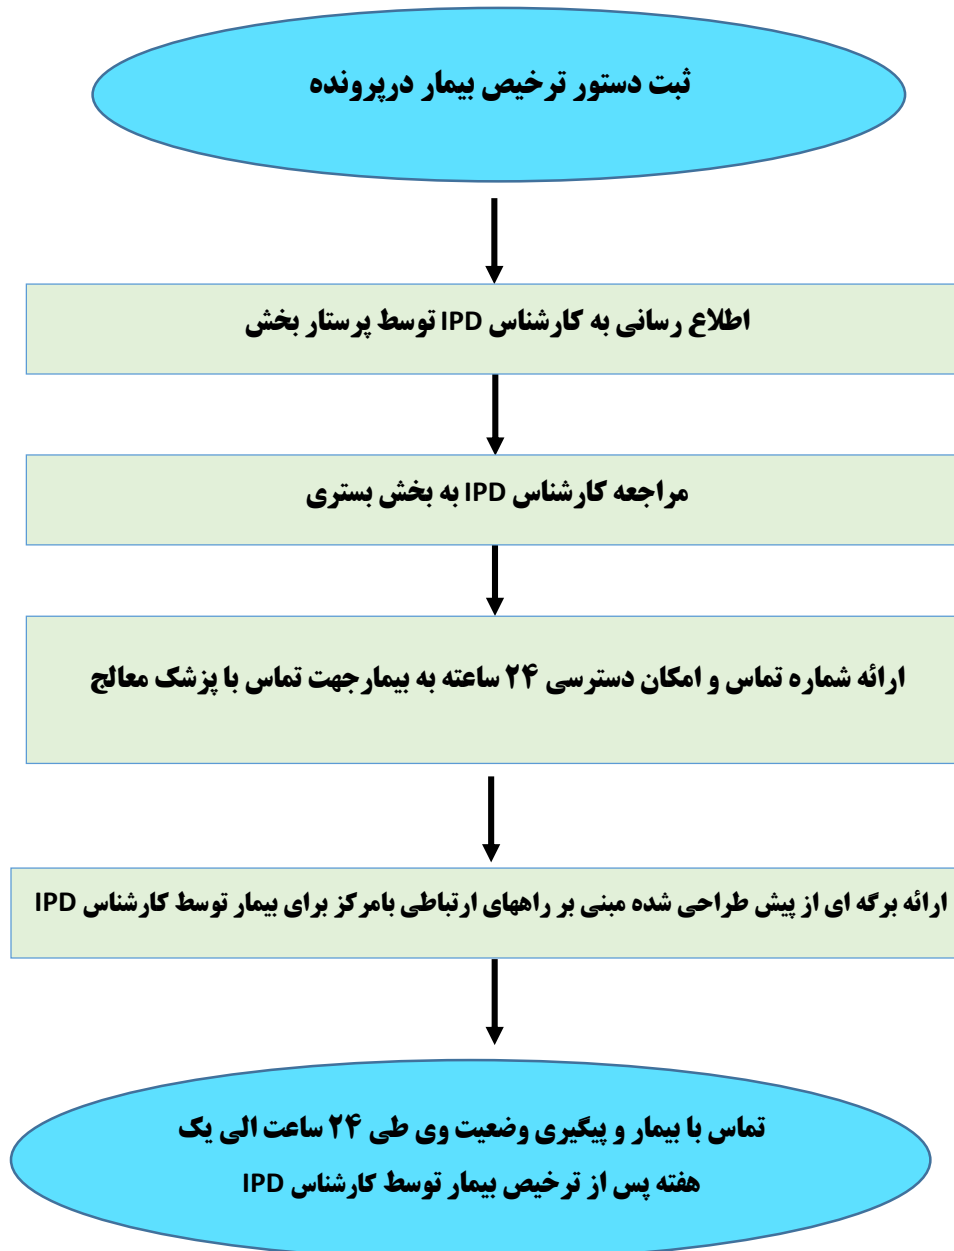 ثبت دستور ترخیص بیمار درپرونده
اطلاع رسانی به کارشناس IPD توسط پرستار بخش
مراجعه کارشناس IPD به بخش بستری
ارائه شماره تماس و امکان دسترسی ۲۴ ساعته به بیمارجهت تماس با پزشک معالج
ارائه برگه ای از پیش طراحی شده مبنی بر راههای ارتباطی بامرکز برای بیمار توسط کارشناس IPD
تماس با بیمار و پیگیری وضعیت وی طی ۲۴ ساعت الی یک
هفته پس از ترخیص بیمار توسط کارشناس IPD